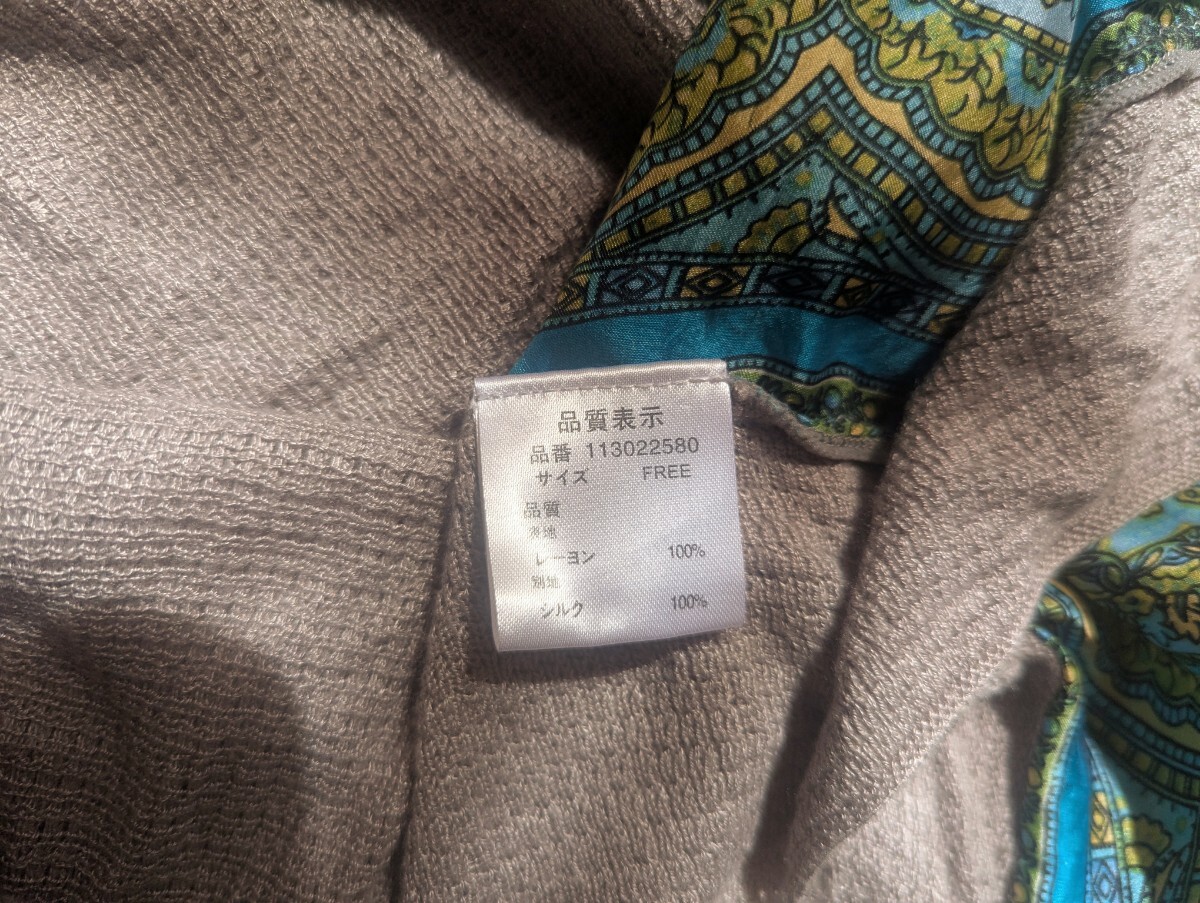 品質表示
品番 113022580
サイズ FREE
品質
表地
レーヨン 100%
別地
シルク 100%